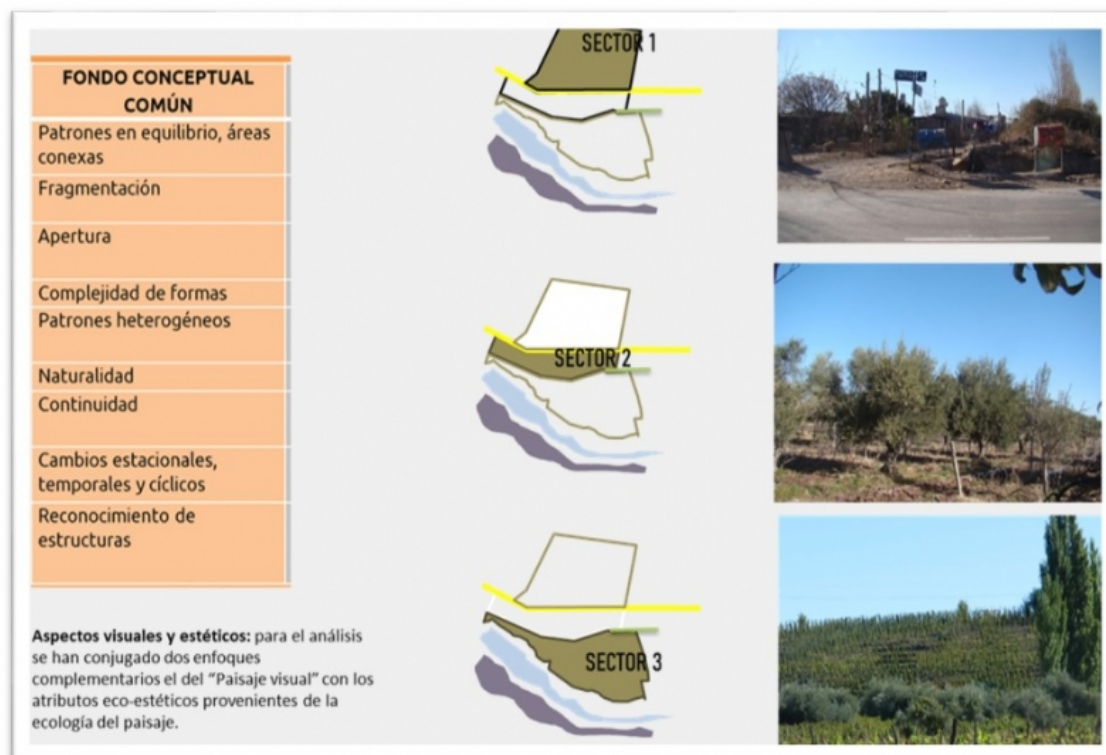 FONDO CONCEPTUAL
COMÚN
Patrones en equilibrio, áreas
conexas
Fragmentación
Apertura
Complejidad de formas
Patrones heterogéneos
Naturalidad
Continuidad
Cambios estacionales,
temporales y cíclicos
Reconocimiento de
estructuras
Aspectos visuales y estéticos: para el análisis
se han conjugado dos enfoques
complementarios el del “Paisaje visual” con los
atributos eco-estéticos provenientes de la
ecología del paisaje.
SECTOR 1
SECTOR 2
SECTOR 3